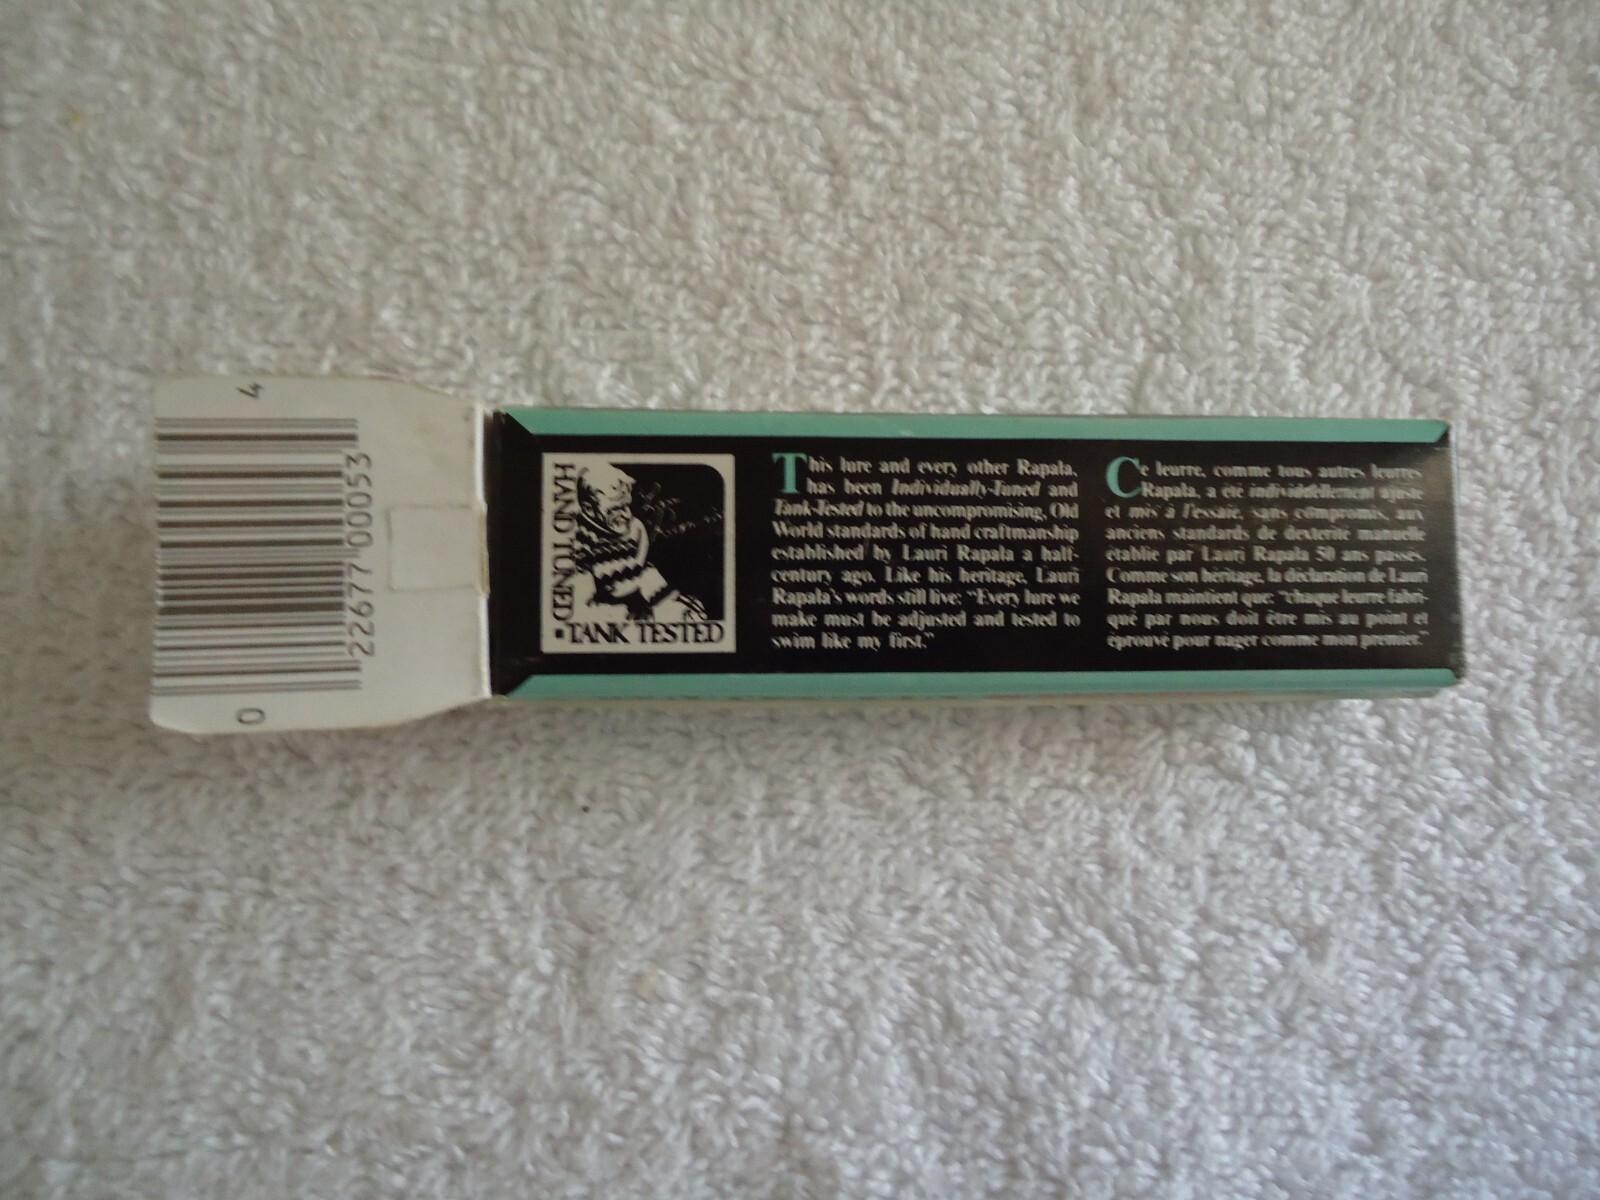 4
22677 00053
0
HAND TUNED
▪TANK TESTED
This lure and every other Rapala,
has been Individually-Tuned and
Tank-Tested to the uncompromising, Old
World standards of hand craftmanship
established by Lauri Rapala a half-
century ago. Like his heritage, Lauri
Rapala's words still live: "Every lure we
make must be adjusted and tested to
swim like my first."
Ce leurre, comme tous autres leurres
Rapala, a été individuellement ajuste
et mis à l'essaie, sans compromis, aux
anciens standards de dexterite manuelle
établie par Lauri Rapala 50 ans passés.
Comme son héritage, la déclaration de Lauri
Rapala maintient que: "chaque leurre fabri-
qué par nous doit être mis au point et
éprouvé pour nager comme mon premier."